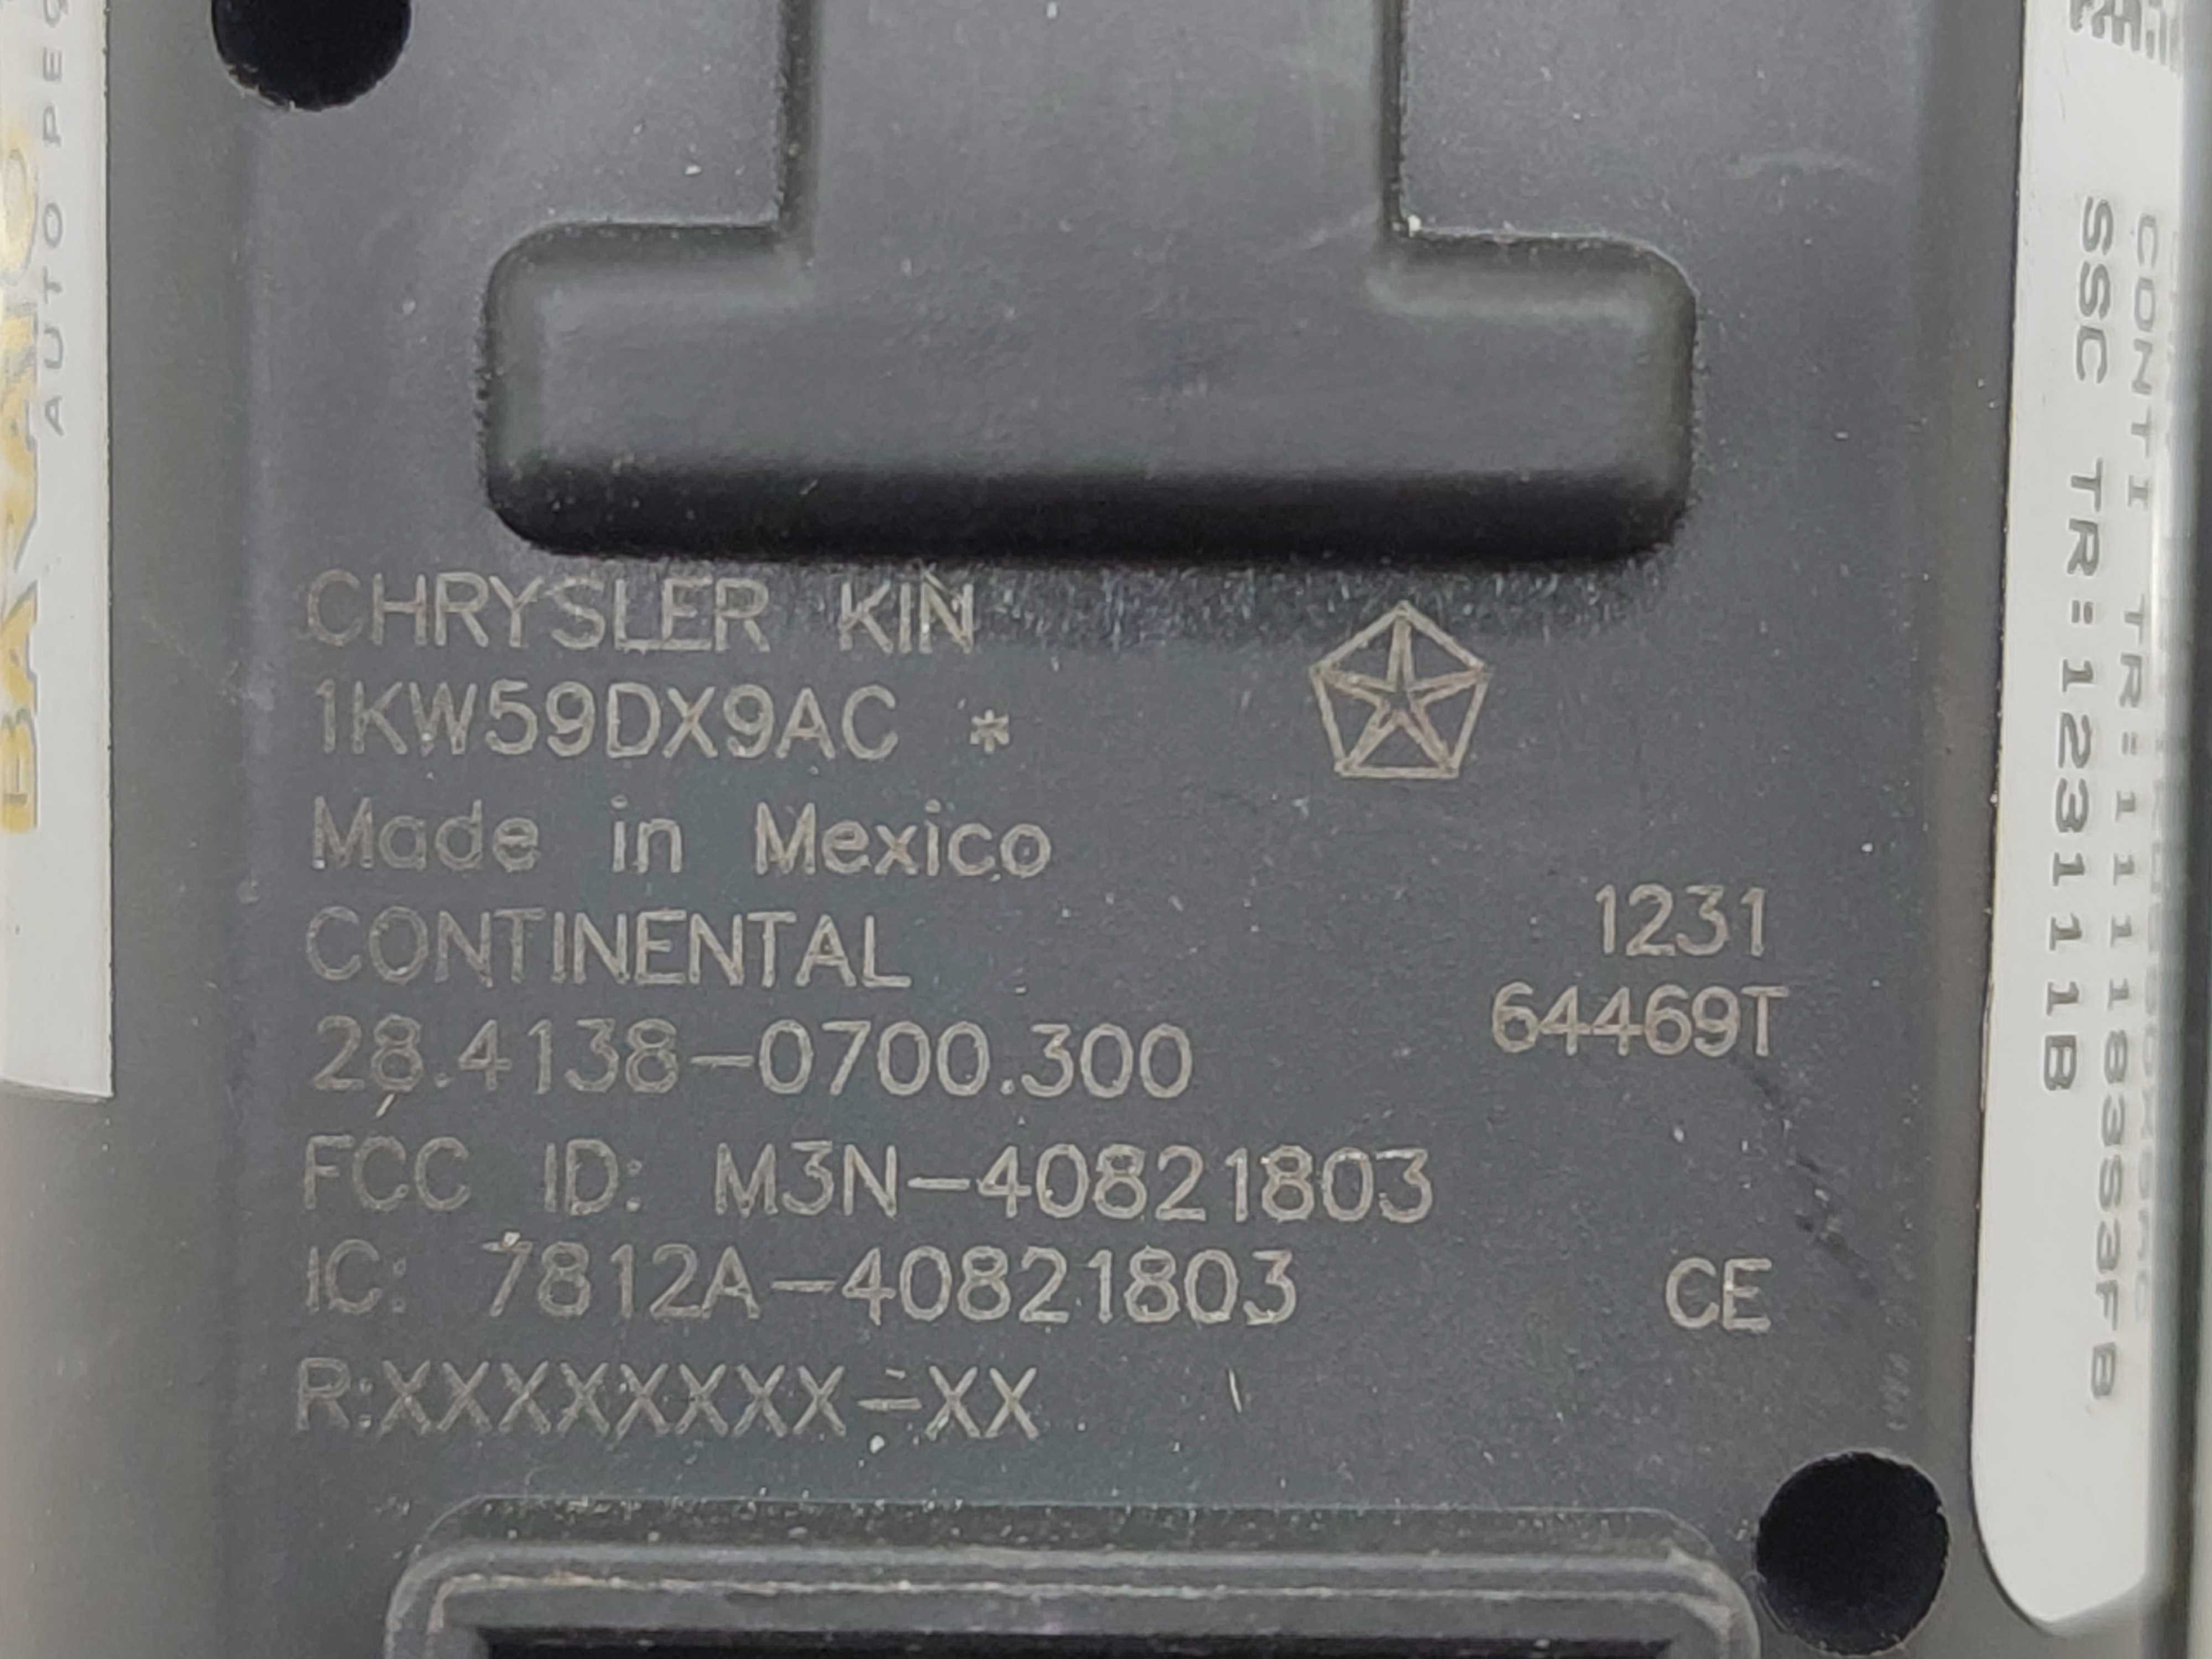 CHRYSLER KIN
1KW59DX9AC *
Made in Mexico
CONTINENTAL
1231
28.4138-0700.300
64469T
FCC ID: M3N-40821803
IC: 7812A-40821803
CE
R:XXXXXXXX-XX
AUTO
SSC TR:1231111B
CONTI TR: